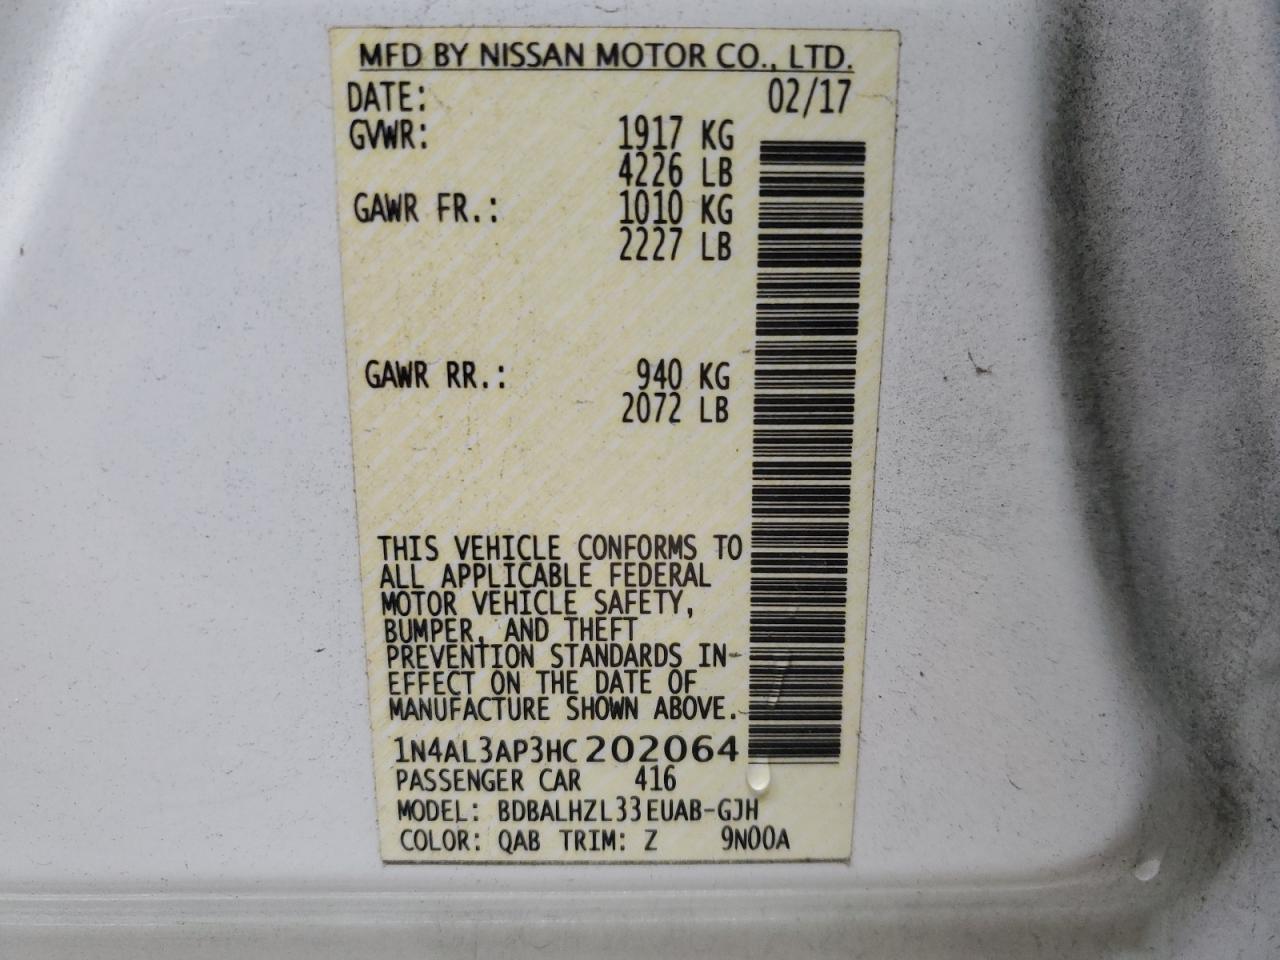 MFD BY NISSAN MOTOR CO., LTD.
DATE: 02/17
GVWR: 1917 KG
4226 LB
GAWR FR.: 1010 KG
2227 LB
GAWR RR.: 940 KG
2072 LB
THIS VEHICLE CONFORMS TO
ALL APPLICABLE FEDERAL
MOTOR VEHICLE SAFETY,
BUMPER, AND THEFT
PREVENTION STANDARDS IN
EFFECT ON THE DATE OF
MANUFACTURE SHOWN ABOVE.
1N4AL3AP3HC202064
PASSENGER CAR 416
MODEL: BDBALHZL33EUAB-GJH
COLOR: QAB TRIM: Z 9N00A